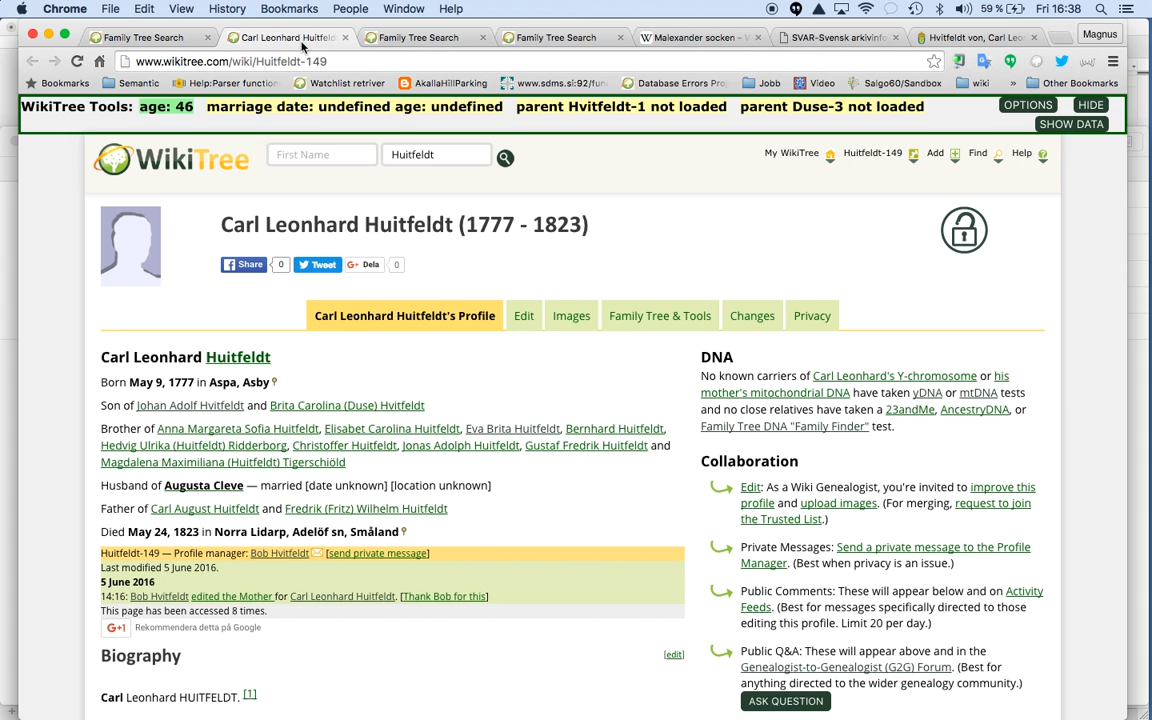 Chrome File Edit View History Bookmarks People Window Help 59 % Fri 16:38
Family Tree Search Carl Leonhard Huitfeldt Family Tree Search Family Tree Search Malexander socken – W SVAR-Svensk arkivinfo Hvitfeldt von, Carl Leo Magnus
www.wikitree.com/wiki/Huitfeldt-149
Bookmarks Semantic Help:Parser function Watchlist retriver AkallaHillParking www.sdms.si:92/fun Database Errors Pro Jobb Video Salgo60/Sandbox wiki » Other Bookmarks
WikiTree Tools: age: 46 marriage date: undefined age: undefined parent Hvitfeldt-1 not loaded parent Duse-3 not loaded OPTIONS HIDE
SHOW DATA
WikiTree First Name Huitfeldt My WikiTree Huitfeldt-149 Add Find Help
Carl Leonhard Huitfeldt (1777 - 1823)
Share 0 Tweet G+ Dela 0
Carl Leonhard Huitfeldt's Profile Edit Images Family Tree & Tools Changes Privacy
Carl Leonhard Huitfeldt
Born May 9, 1777 in Aspa, Asby
Son of Johan Adolf Hvitfeldt and Brita Carolina (Duse) Hvitfeldt
Brother of Anna Margareta Sofia Huitfeldt, Elisabet Carolina Huitfeldt, Eva Brita Huitfeldt, Bernhard Huitfeldt,
Hedvig Ulrika (Huitfeldt) Ridderborg, Christoffer Huitfeldt, Jonas Adolph Huitfeldt, Gustaf Fredrik Huitfeldt and
Magdalena Maximiliana (Huitfeldt) Tigerschiöld
Husband of Augusta Cleve — married [date unknown] [location unknown]
Father of Carl August Huitfeldt and Fredrik (Fritz) Wilhelm Huitfeldt
Died May 24, 1823 in Norra Lidarp, Adelöf sn, Småland
Huitfeldt-149 — Profile manager: Bob Hvitfeldt [send private message]
Last modified 5 June 2016.
5 June 2016
14:16: Bob Hvitfeldt edited the Mother for Carl Leonhard Huitfeldt. [Thank Bob for this]
This page has been accessed 8 times.
G+1 Rekommendera detta på Google
Biography [edit]
Carl Leonhard HUITFELDT. [1]
DNA
No known carriers of Carl Leonhard's Y-chromosome or his
mother's mitochondrial DNA have taken yDNA or mtDNA tests
and no close relatives have taken a 23andMe, AncestryDNA, or
Family Tree DNA "Family Finder" test.
Collaboration
Edit: As a Wiki Genealogist, you're invited to improve this
profile and upload images. (For merging, request to join
the Trusted List.)
Private Messages: Send a private message to the Profile
Manager. (Best when privacy is an issue.)
Public Comments: These will appear below and on Activity
Feeds. (Best for messages specifically directed to those
editing this profile. Limit 20 per day.)
Public Q&A: These will appear above and in the
Genealogist-to-Genealogist (G2G) Forum. (Best for
anything directed to the wider genealogy community.)
ASK QUESTION